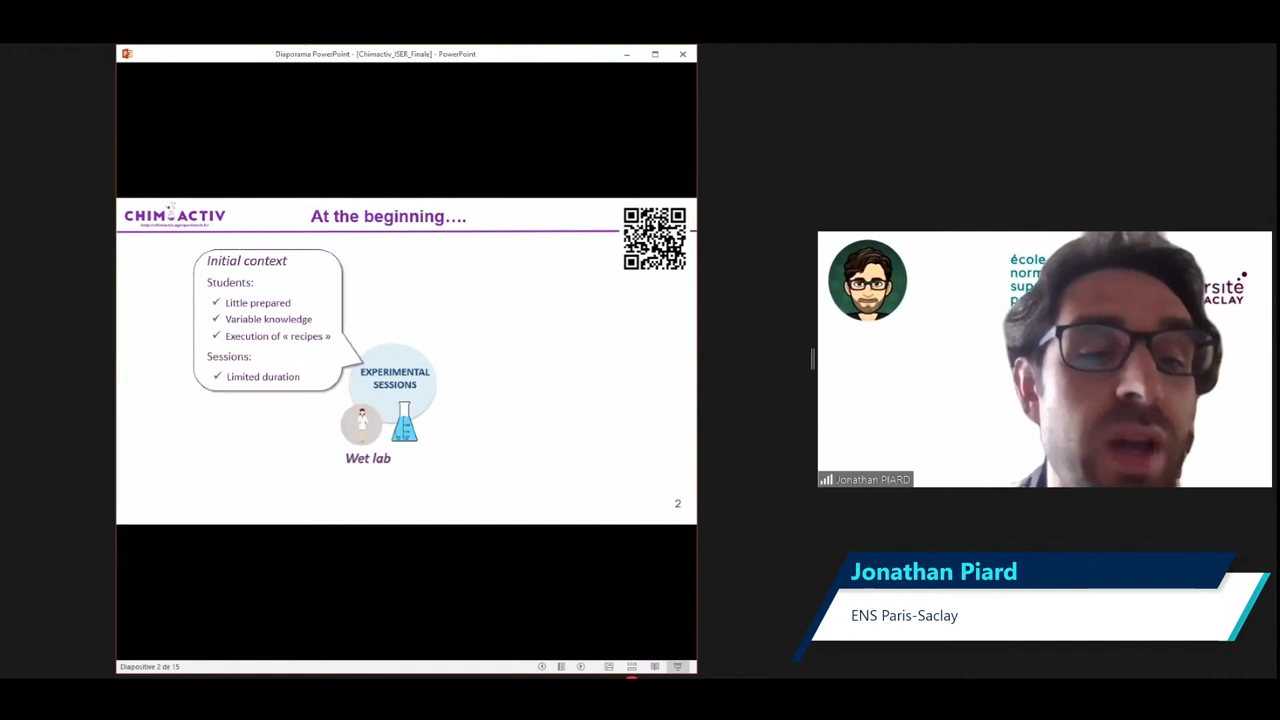 Diaporama PowerPoint - [Chimactiv_ISER_Finale] - PowerPoint
CHIMACTIV
At the beginning....
Initial context
Students:
✓ Little prepared
✓ Variable knowledge
✓ Execution of « recipes »
Sessions:
✓ Limited duration
EXPERIMENTAL
SESSIONS
Wet lab
2
Diapositive 2 de 15
école
norm
sup
p
rsité
ACLAY
Jonathan PIARD
Jonathan Piard
ENS Paris-Saclay